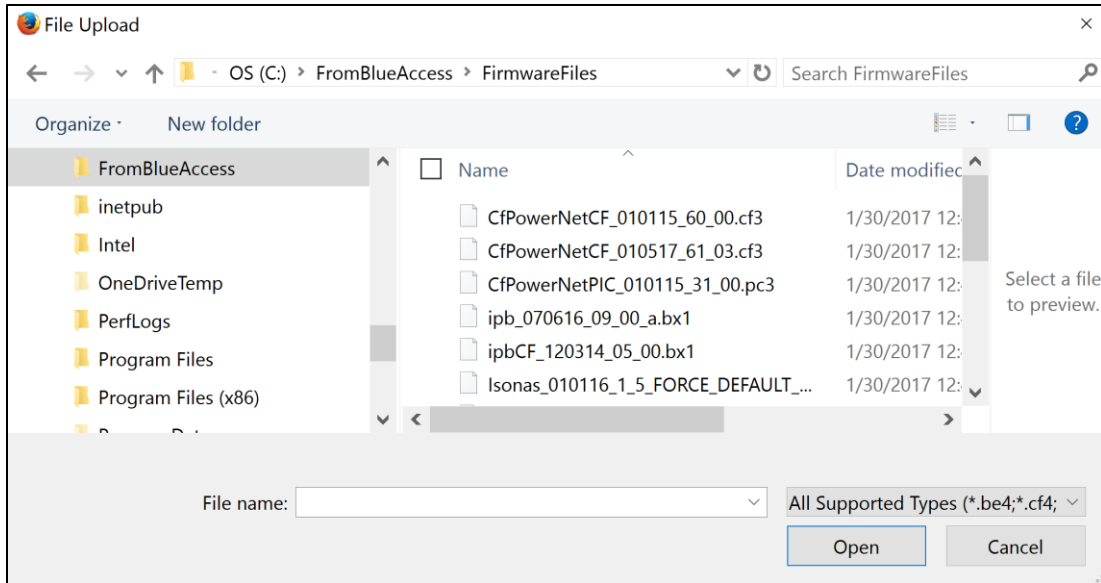 File Upload
OS (C:) > FromBlueAccess > FirmwareFiles
Search FirmwareFiles
Organize
New folder
?
FromBlueAccess
inetpub
Intel
OneDriveTemp
PerfLogs
Program Files
Program Files (x86)
Name
Date modified
CfPowerNetCF_010115_60_00.cf3
1/30/2017 12:
CfPowerNetCF_010517_61_03.cf3
1/30/2017 12:
CfPowerNetPIC_010115_31_00.pc3
1/30/2017 12:
ipb_070616_09_00_a.bx1
1/30/2017 12:
ipbCF_120314_05_00.bx1
1/30/2017 12:
Isonas_010116_1_5_FORCE_DEFAULT_...
1/30/2017 12:
Select a file
to preview.
File name:
All Supported Types (*.be4;*.cf4;
Open
Cancel